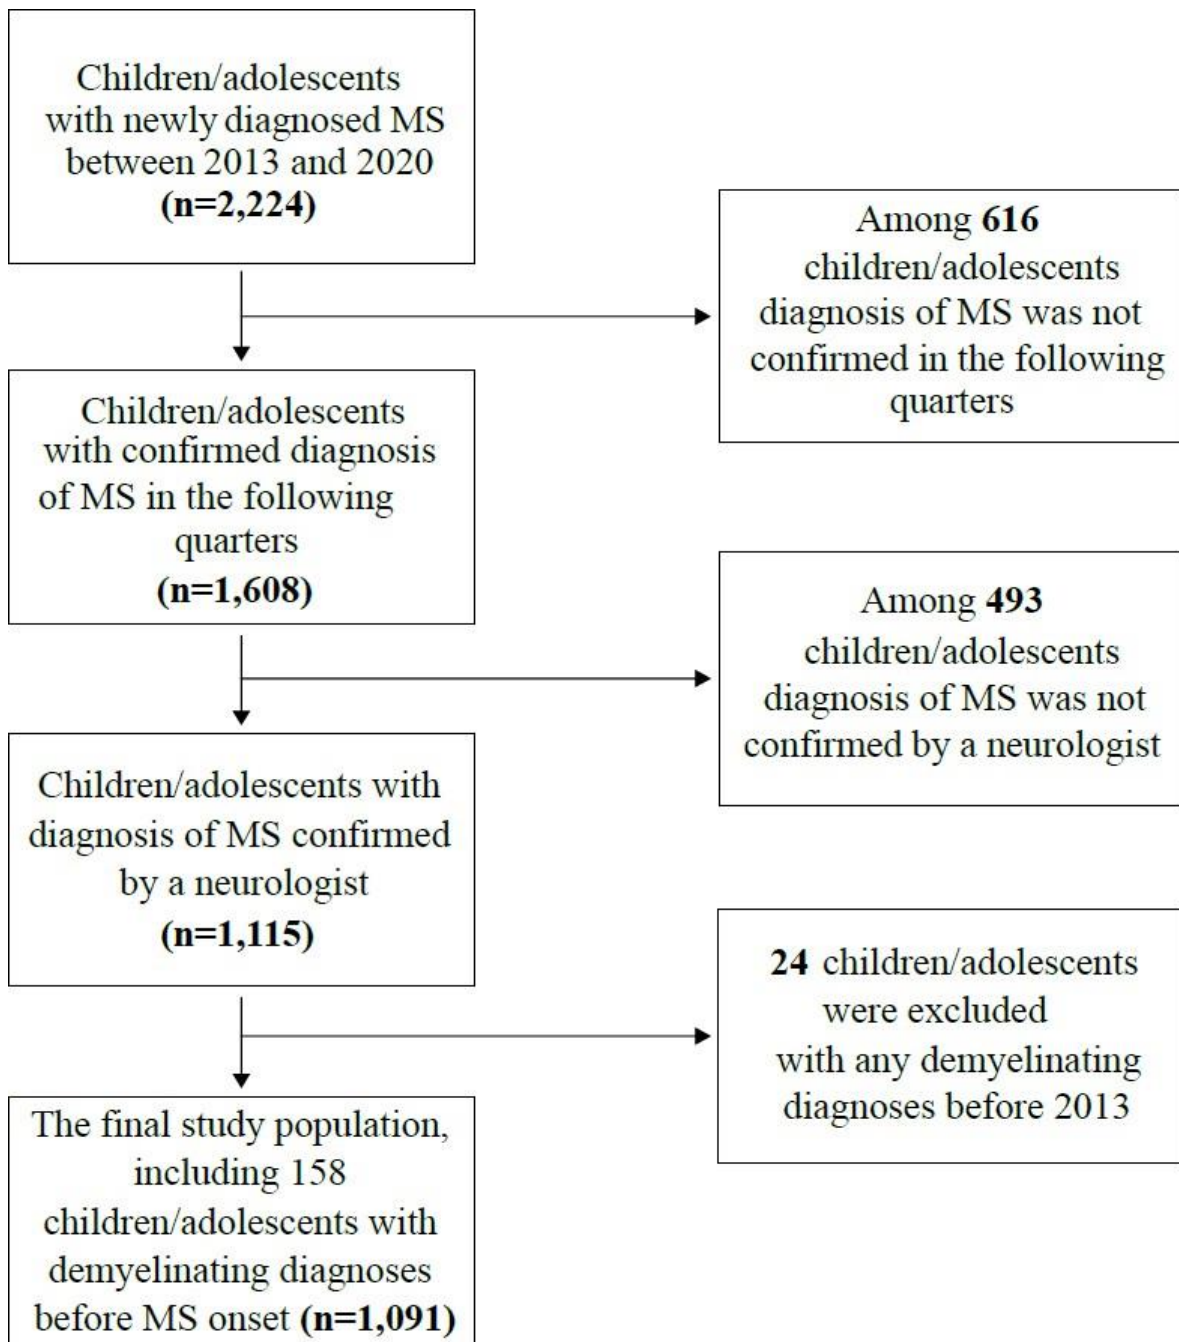 Children/adolescents
with newly diagnosed MS
between 2013 and 2020
(n=2,224)
Among 616
children/adolescents
diagnosis of MS was not
confirmed in the following
quarters
Children/adolescents
with confirmed diagnosis
of MS in the following
quarters
(n=1,608)
Among 493
children/adolescents
diagnosis of MS was not
confirmed by a neurologist
Children/adolescents with
diagnosis of MS confirmed
by a neurologist
(n=1,115)
24 children/adolescents
were excluded
with any demyelinating
diagnoses before 2013
The final study population,
including 158
children/adolescents with
demyelinating diagnoses
before MS onset (n=1,091)